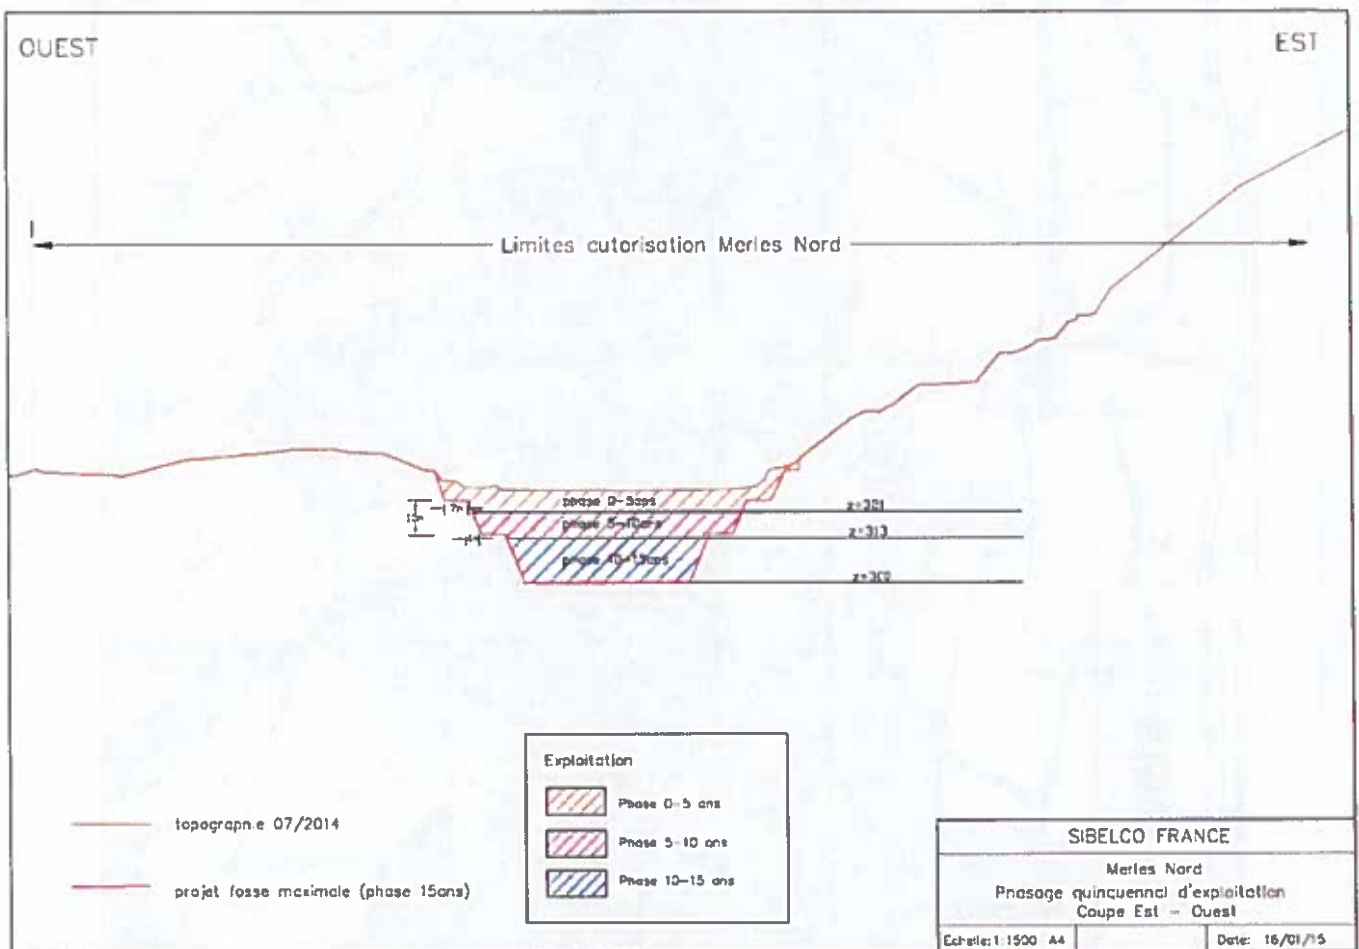 OUEST
EST
Limites autorisation Merles Nord
phase 0-5ans
z=321
phase 5-10ans
z=313
phase 10-15ans
z=300
Exploitation
Phase 0-5 ans
Phase 5-10 ans
Phase 10-15 ans
topographie 07/2014
projet fosse maximale (phase 15ans)
SIBELCO FRANCE
Merles Nord
Phasage quinquennal d'exploitation
Coupe Est - Ouest
Echelle:1:1500 A4
Date: 16/01/15